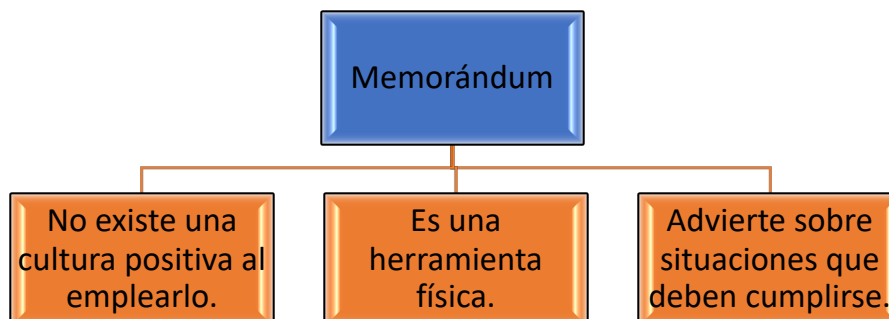 Memorándum
No existe una
cultura positiva al
emplearlo.
Es una
herramienta
física.
Advierte sobre
situaciones que
deben cumplirse.